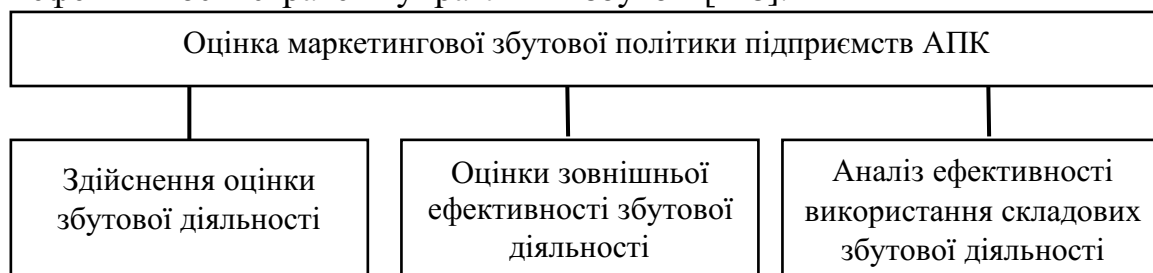 Оцінка маркетингової збутової політики підприємств АПК
Здійснення оцінки
збутової діяльності
Оцінки зовнішньої
ефективності збутової
діяльності
Аналіз ефективності
використання складових
збутової діяльності